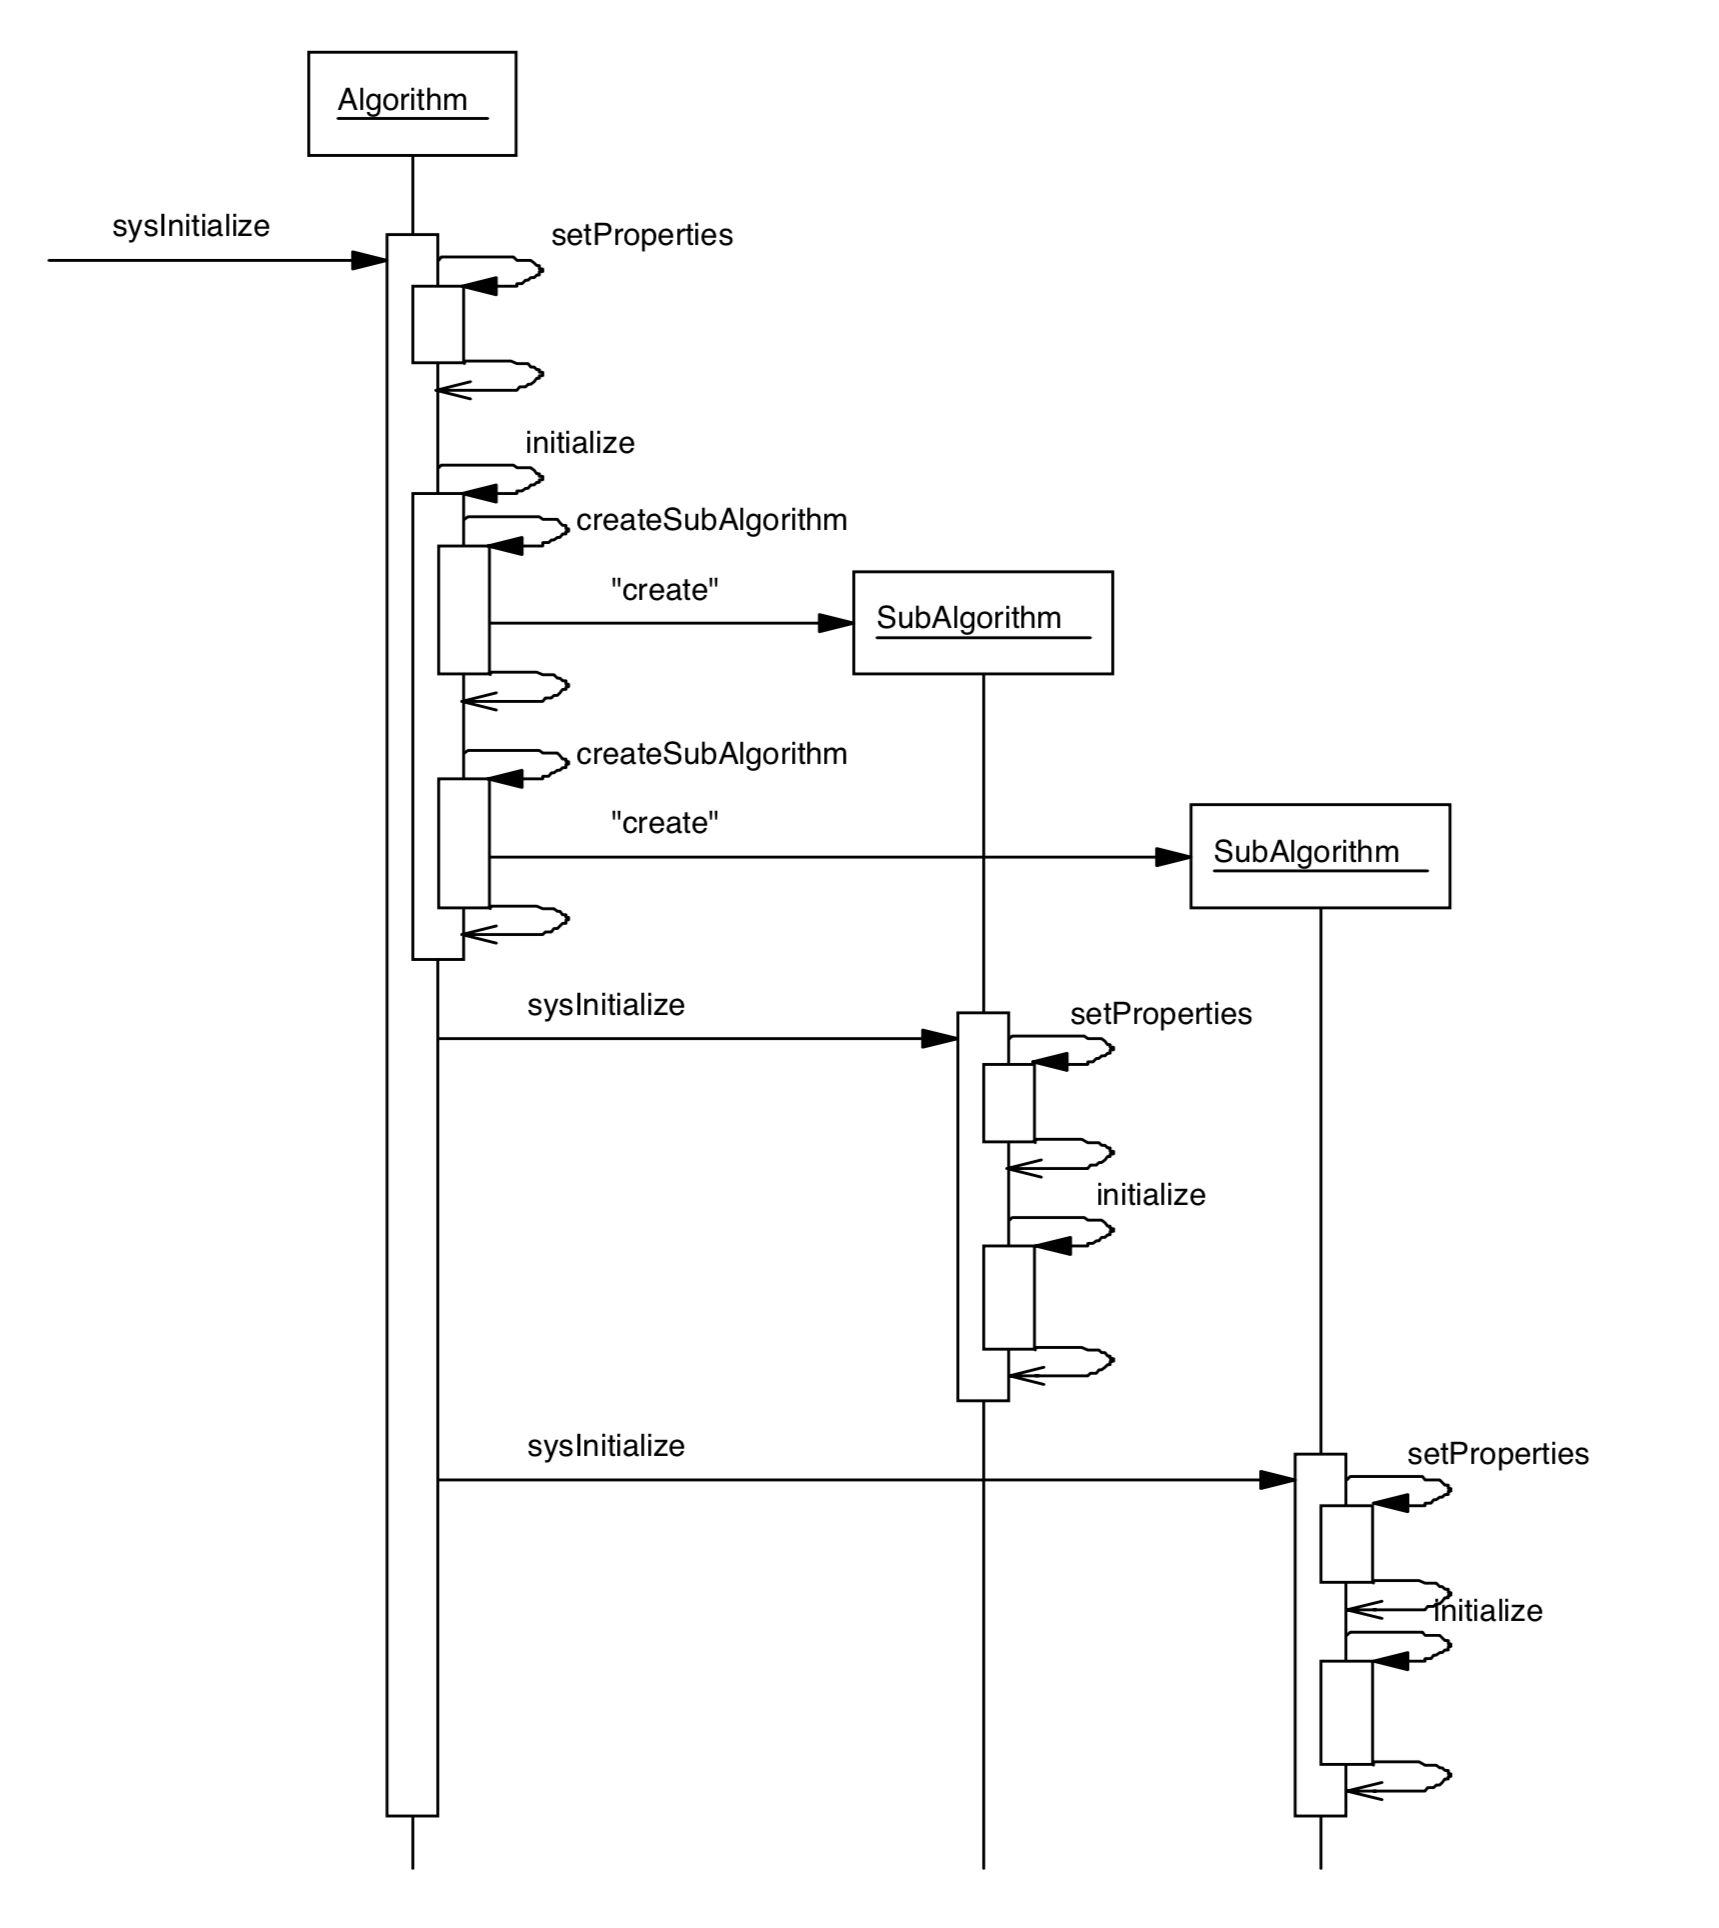 Algorithm
sysInitialize
setProperties
initialize
createSubAlgorithm
"create"
SubAlgorithm
createSubAlgorithm
"create"
SubAlgorithm
sysInitialize
setProperties
initialize
sysInitialize
setProperties
initialize